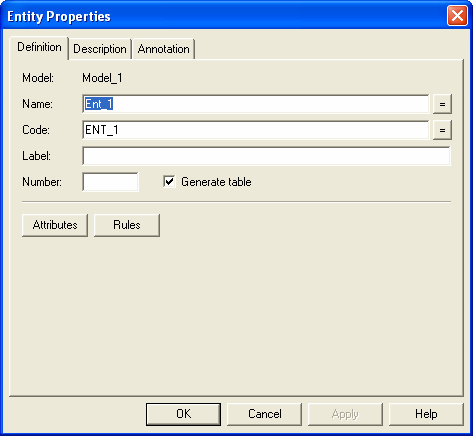 Entity Properties
Definition Description Annotation
Model: Model_1
Name: Ent_1 =
Code: ENT_1 =
Label:
Number: Generate table
Attributes Rules
OK Cancel Apply Help